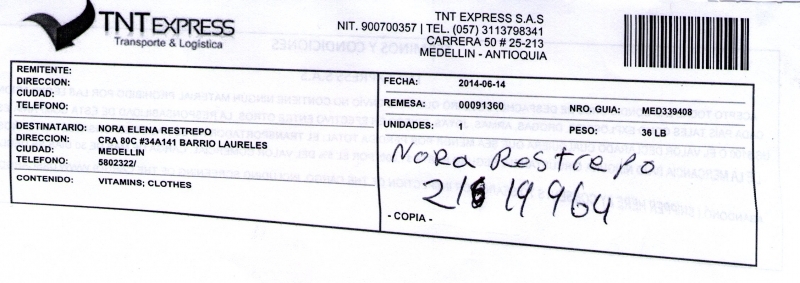 TNT EXPRESS
Transporte & Logística
TNT EXPRESS S.A.S
NIT. 900700357 | TEL. (057) 3113798341
CARRERA 50 # 25-213
MEDELLIN - ANTIOQUIA
REMITENTE:
DIRECCION:
CIUDAD:
TELEFONO:
DESTINATARIO: NORA ELENA RESTREPO
DIRECCION: CRA 80C #34A141 BARRIO LAURELES
CIUDAD: MEDELLIN
TELEFONO: 5802322/
CONTENIDO: VITAMINS; CLOTHES
FECHA: 2014-06-14
REMESA: 00091360 NRO, GUIA: MED339408
UNIDADES: 1 PESO: 36 LB
Nora Restrepo
- COPIA -